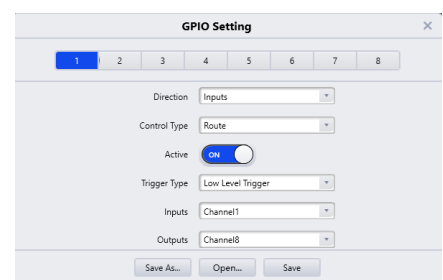 GPIO Setting
1 2 3 4 5 6 7 8
Direction Inputs
Control Type Route
Active ON
Trigger Type Low Level Trigger
Inputs Channel1
Outputs Channel8
Save As... Open... Save